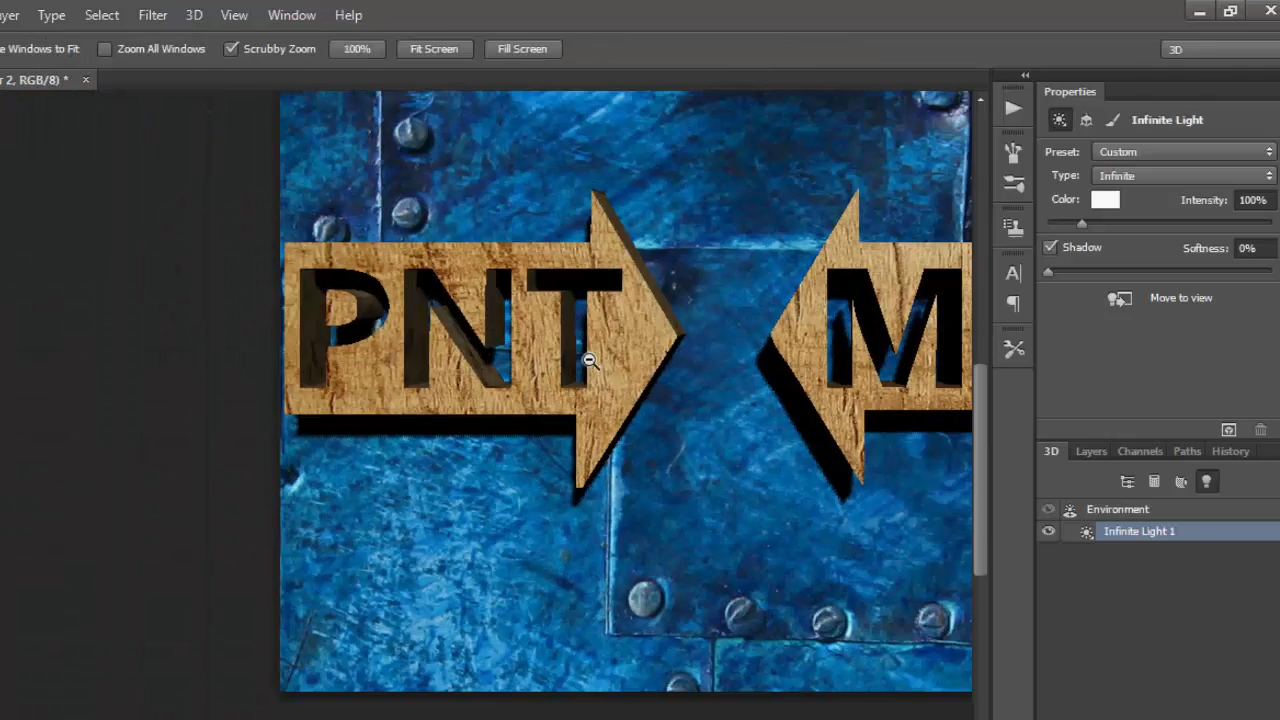 ayer Type Select Filter 3D View Window Help
e Windows to Fit Zoom All Windows Scrubby Zoom 100% Fit Screen Fill Screen 3D
r 2, RGB/8) * ×
Properties
Infinite Light
Preset: Custom
Type: Infinite
Color: Intensity: 100%
Shadow Softness: 0%
Move to view
3D Layers Channels Paths History
Environment
Infinite Light 1
PNT M